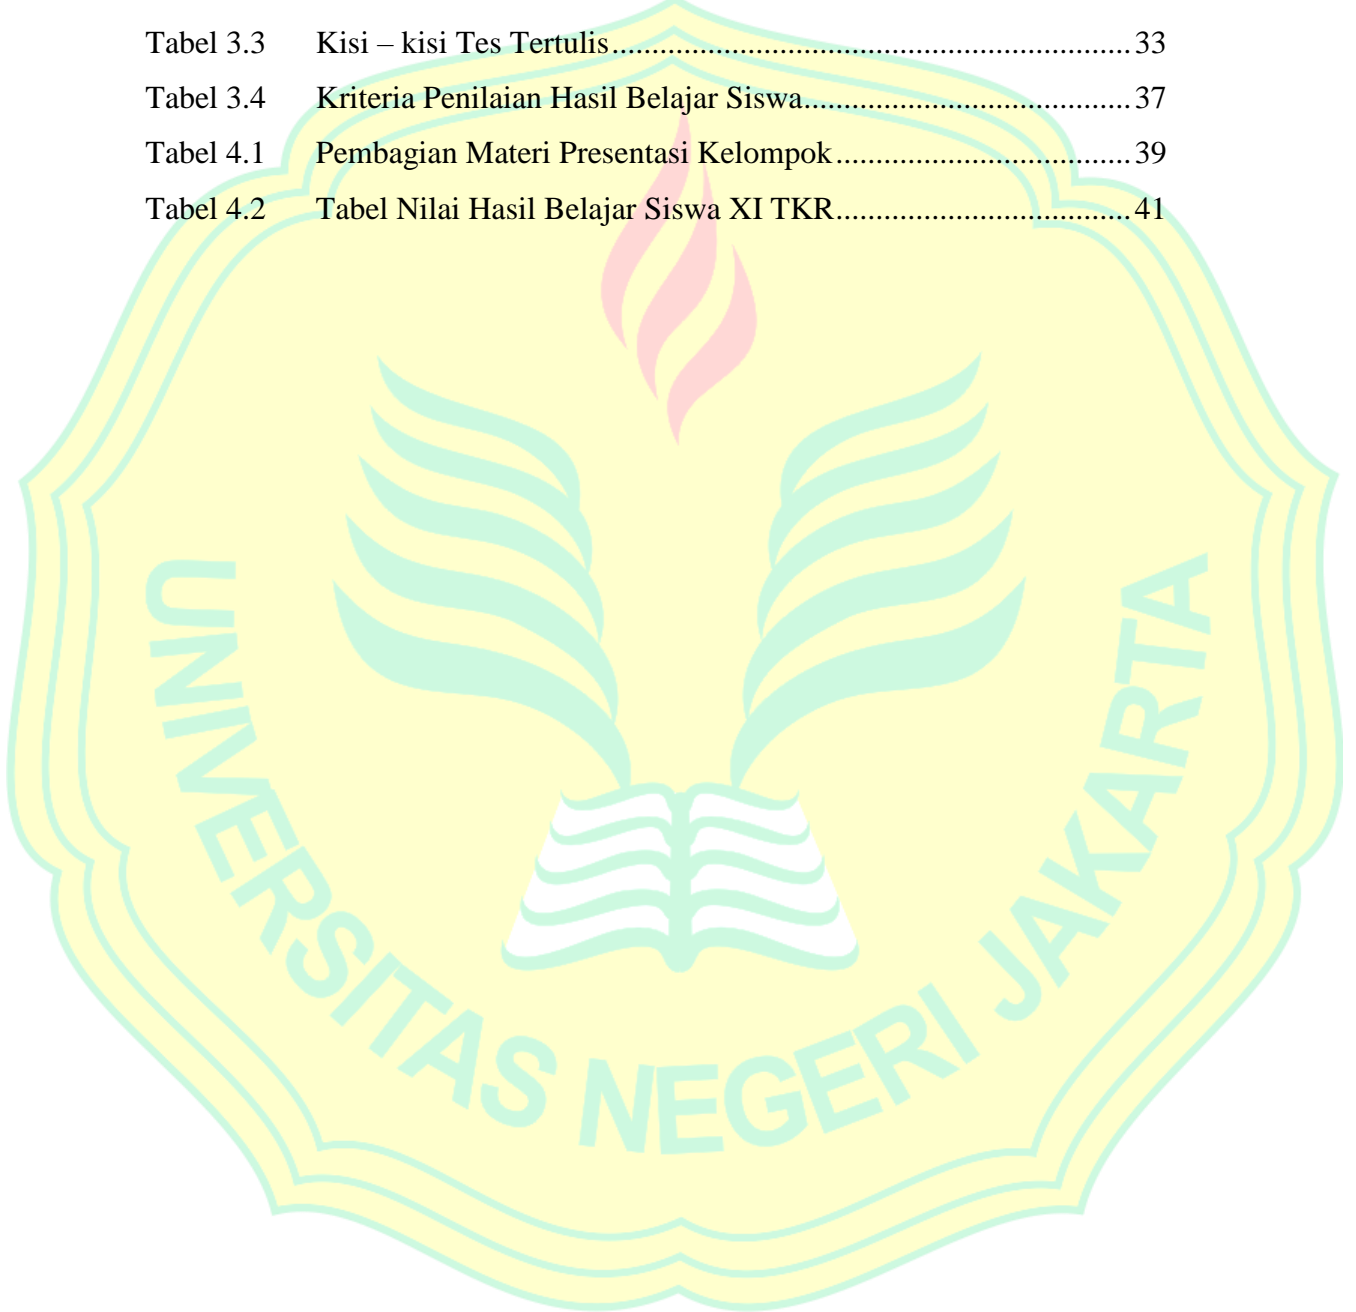 Tabel 3.3 Kisi – kisi Tes Tertulis................................................................. 33
Tabel 3.4 Kriteria Penilaian Hasil Belajar Siswa......................................... 37
Tabel 4.1 Pembagian Materi Presentasi Kelompok..................................... 39
Tabel 4.2 Tabel Nilai Hasil Belajar Siswa XI TKR..................................... 41
UNIVERSITAS NEGERI JAKARTA